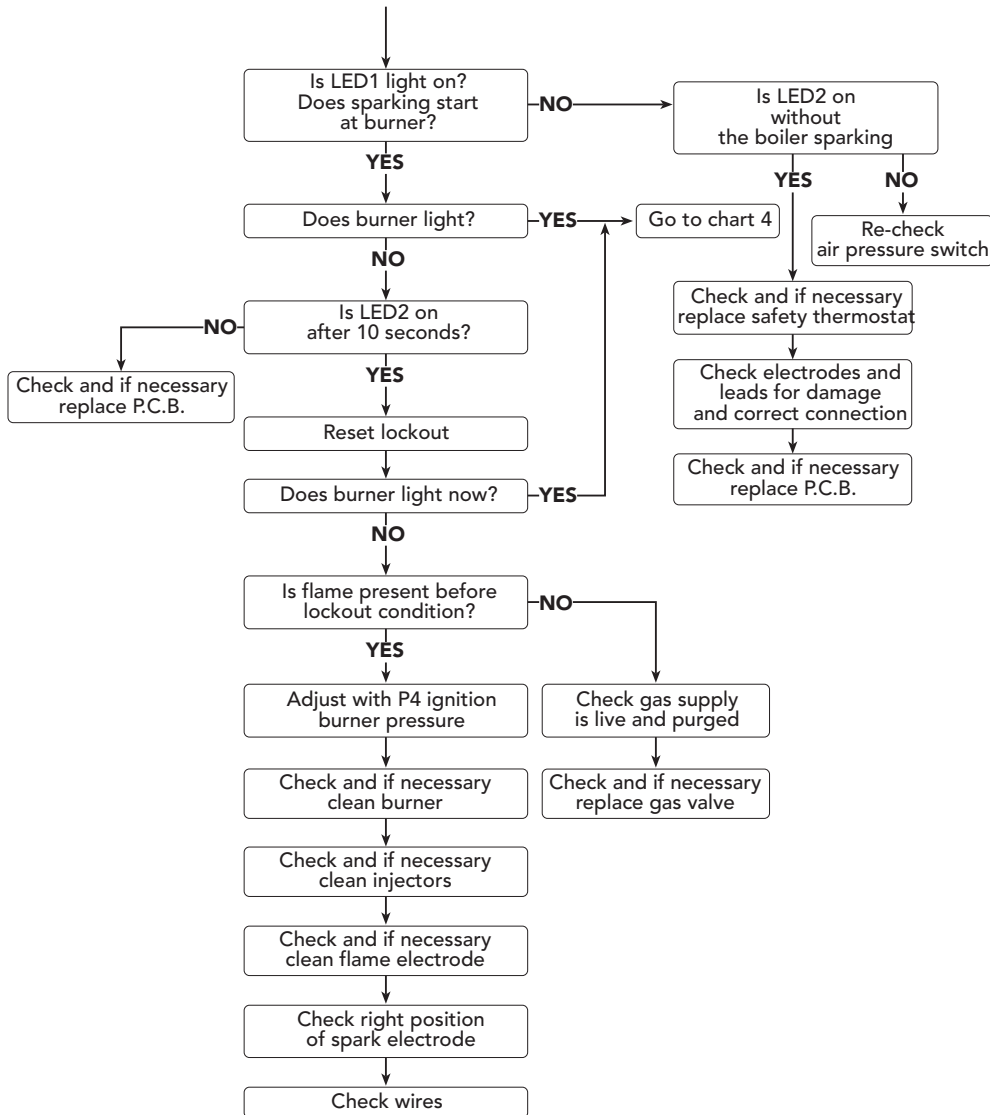 Is LED1 light on?
Does sparking start
at burner?
NO
Is LED2 on
without
the boiler sparking
YES
YES
NO
Does burner light?
YES
Go to chart 4
Re-check
air pressure switch
NO
Is LED2 on
after 10 seconds?
NO
Check and if necessary
replace safety thermostat
YES
Check and if necessary
replace P.C.B.
Check electrodes and
leads for damage
and correct connection
Reset lockout
Check and if necessary
replace P.C.B.
Does burner light now?
YES
NO
Is flame present before
lockout condition?
NO
YES
Adjust with P4 ignition
burner pressure
Check gas supply
is live and purged
Check and if necessary
clean burner
Check and if necessary
replace gas valve
Check and if necessary
clean injectors
Check and if necessary
clean flame electrode
Check right position
of spark electrode
Check wires